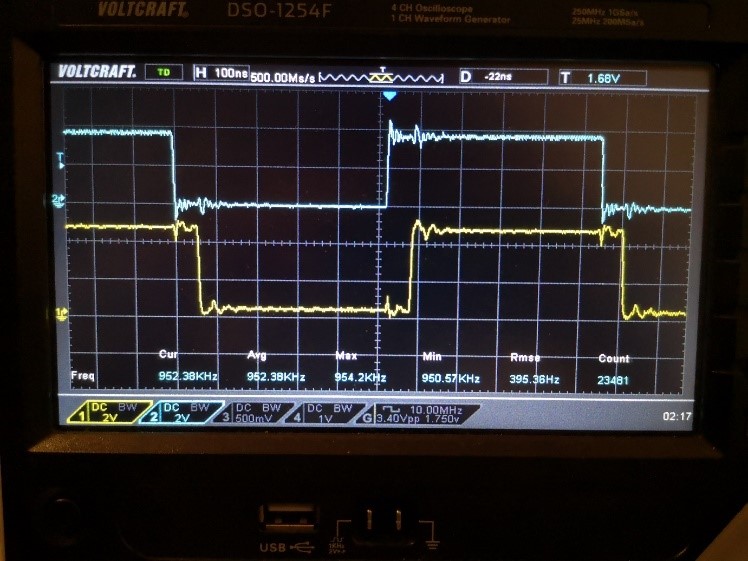 VOLTCRAFT. DSO-1254F 4 CH Oscilloscope 250MHz 1GSa/s
1 CH Waveform Generator 25MHz 200MSa/s
VOLTCRAFT. TD H 100ns 500.00Ms/s T D -22ns T 1.68V
T
2
1
Cur Avg Max Min Rmse Count
Freq 952.38KHz 952.38KHz 954.2KHz 950.57KHz 395.36Hz 23481
1 DC BW 2V 2 DC BW 2V 3 DC BW 500mV 4 DC BW 1V G 10.00MHz 3.40Vpp 1.750v 02:17
USB